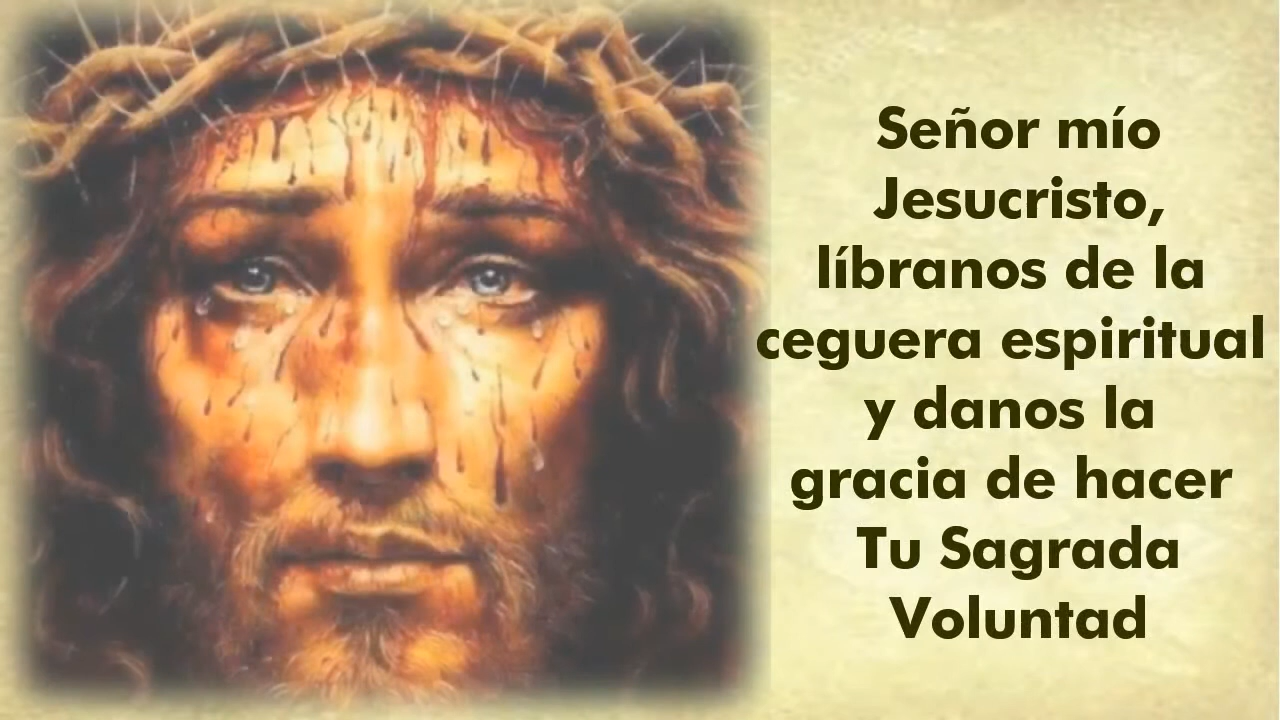 Señor mío
Jesucristo,
líbranos de la
ceguera espiritual
y danos la
gracia de hacer
Tu Sagrada
Voluntad